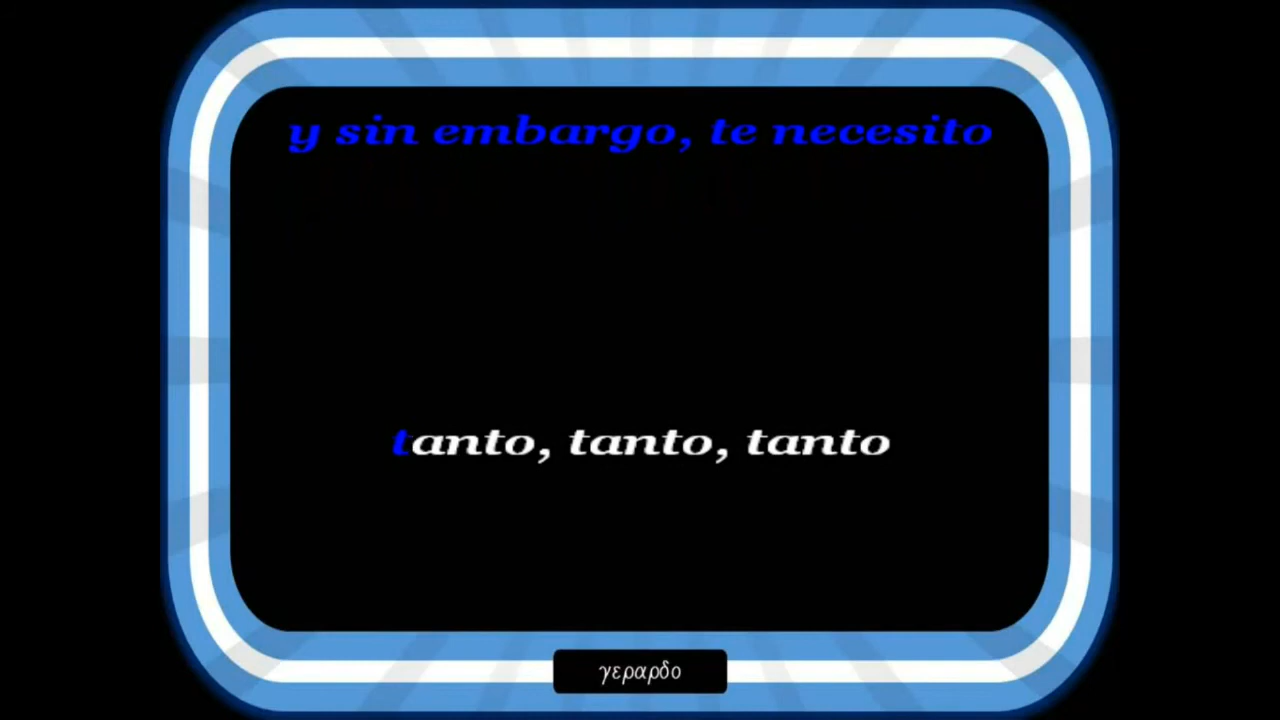 y sin embargo, te necesito
tanto, tanto, tanto
γεραρδο